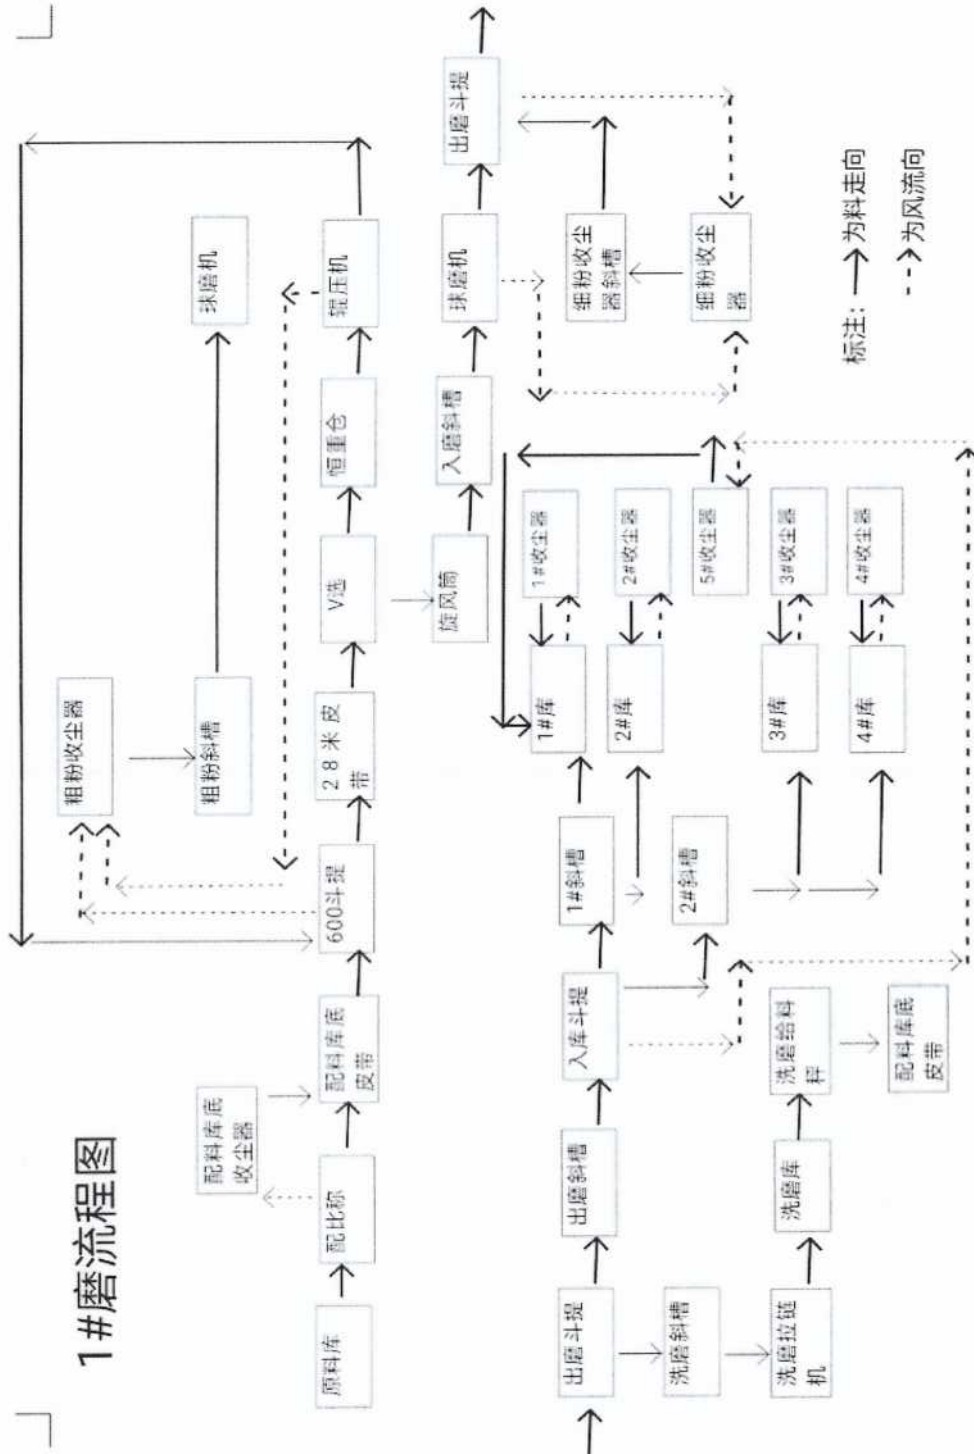 1#磨流程图
粗粉收尘器
粗粉斜槽
球磨机
配料库底
收尘器
原料库
配比称
配料库底
皮带
600斗提
28米皮
带
V选
恒重仓
辊压机
旋风筒
入磨斜槽
球磨机
出磨斗提
细粉收尘
器斜槽
细粉收尘
器
出磨斗提
出磨斜槽
入库斗提
1#斜槽
1#库
1#收尘器
2#库
2#收尘器
洗磨斜槽
2#斜槽
5#收尘器
洗磨拉链
机
洗磨库
洗磨给料
秤
3#库
3#收尘器
4#库
4#收尘器
配料库底
皮带
标注：
为料走向
为风流向